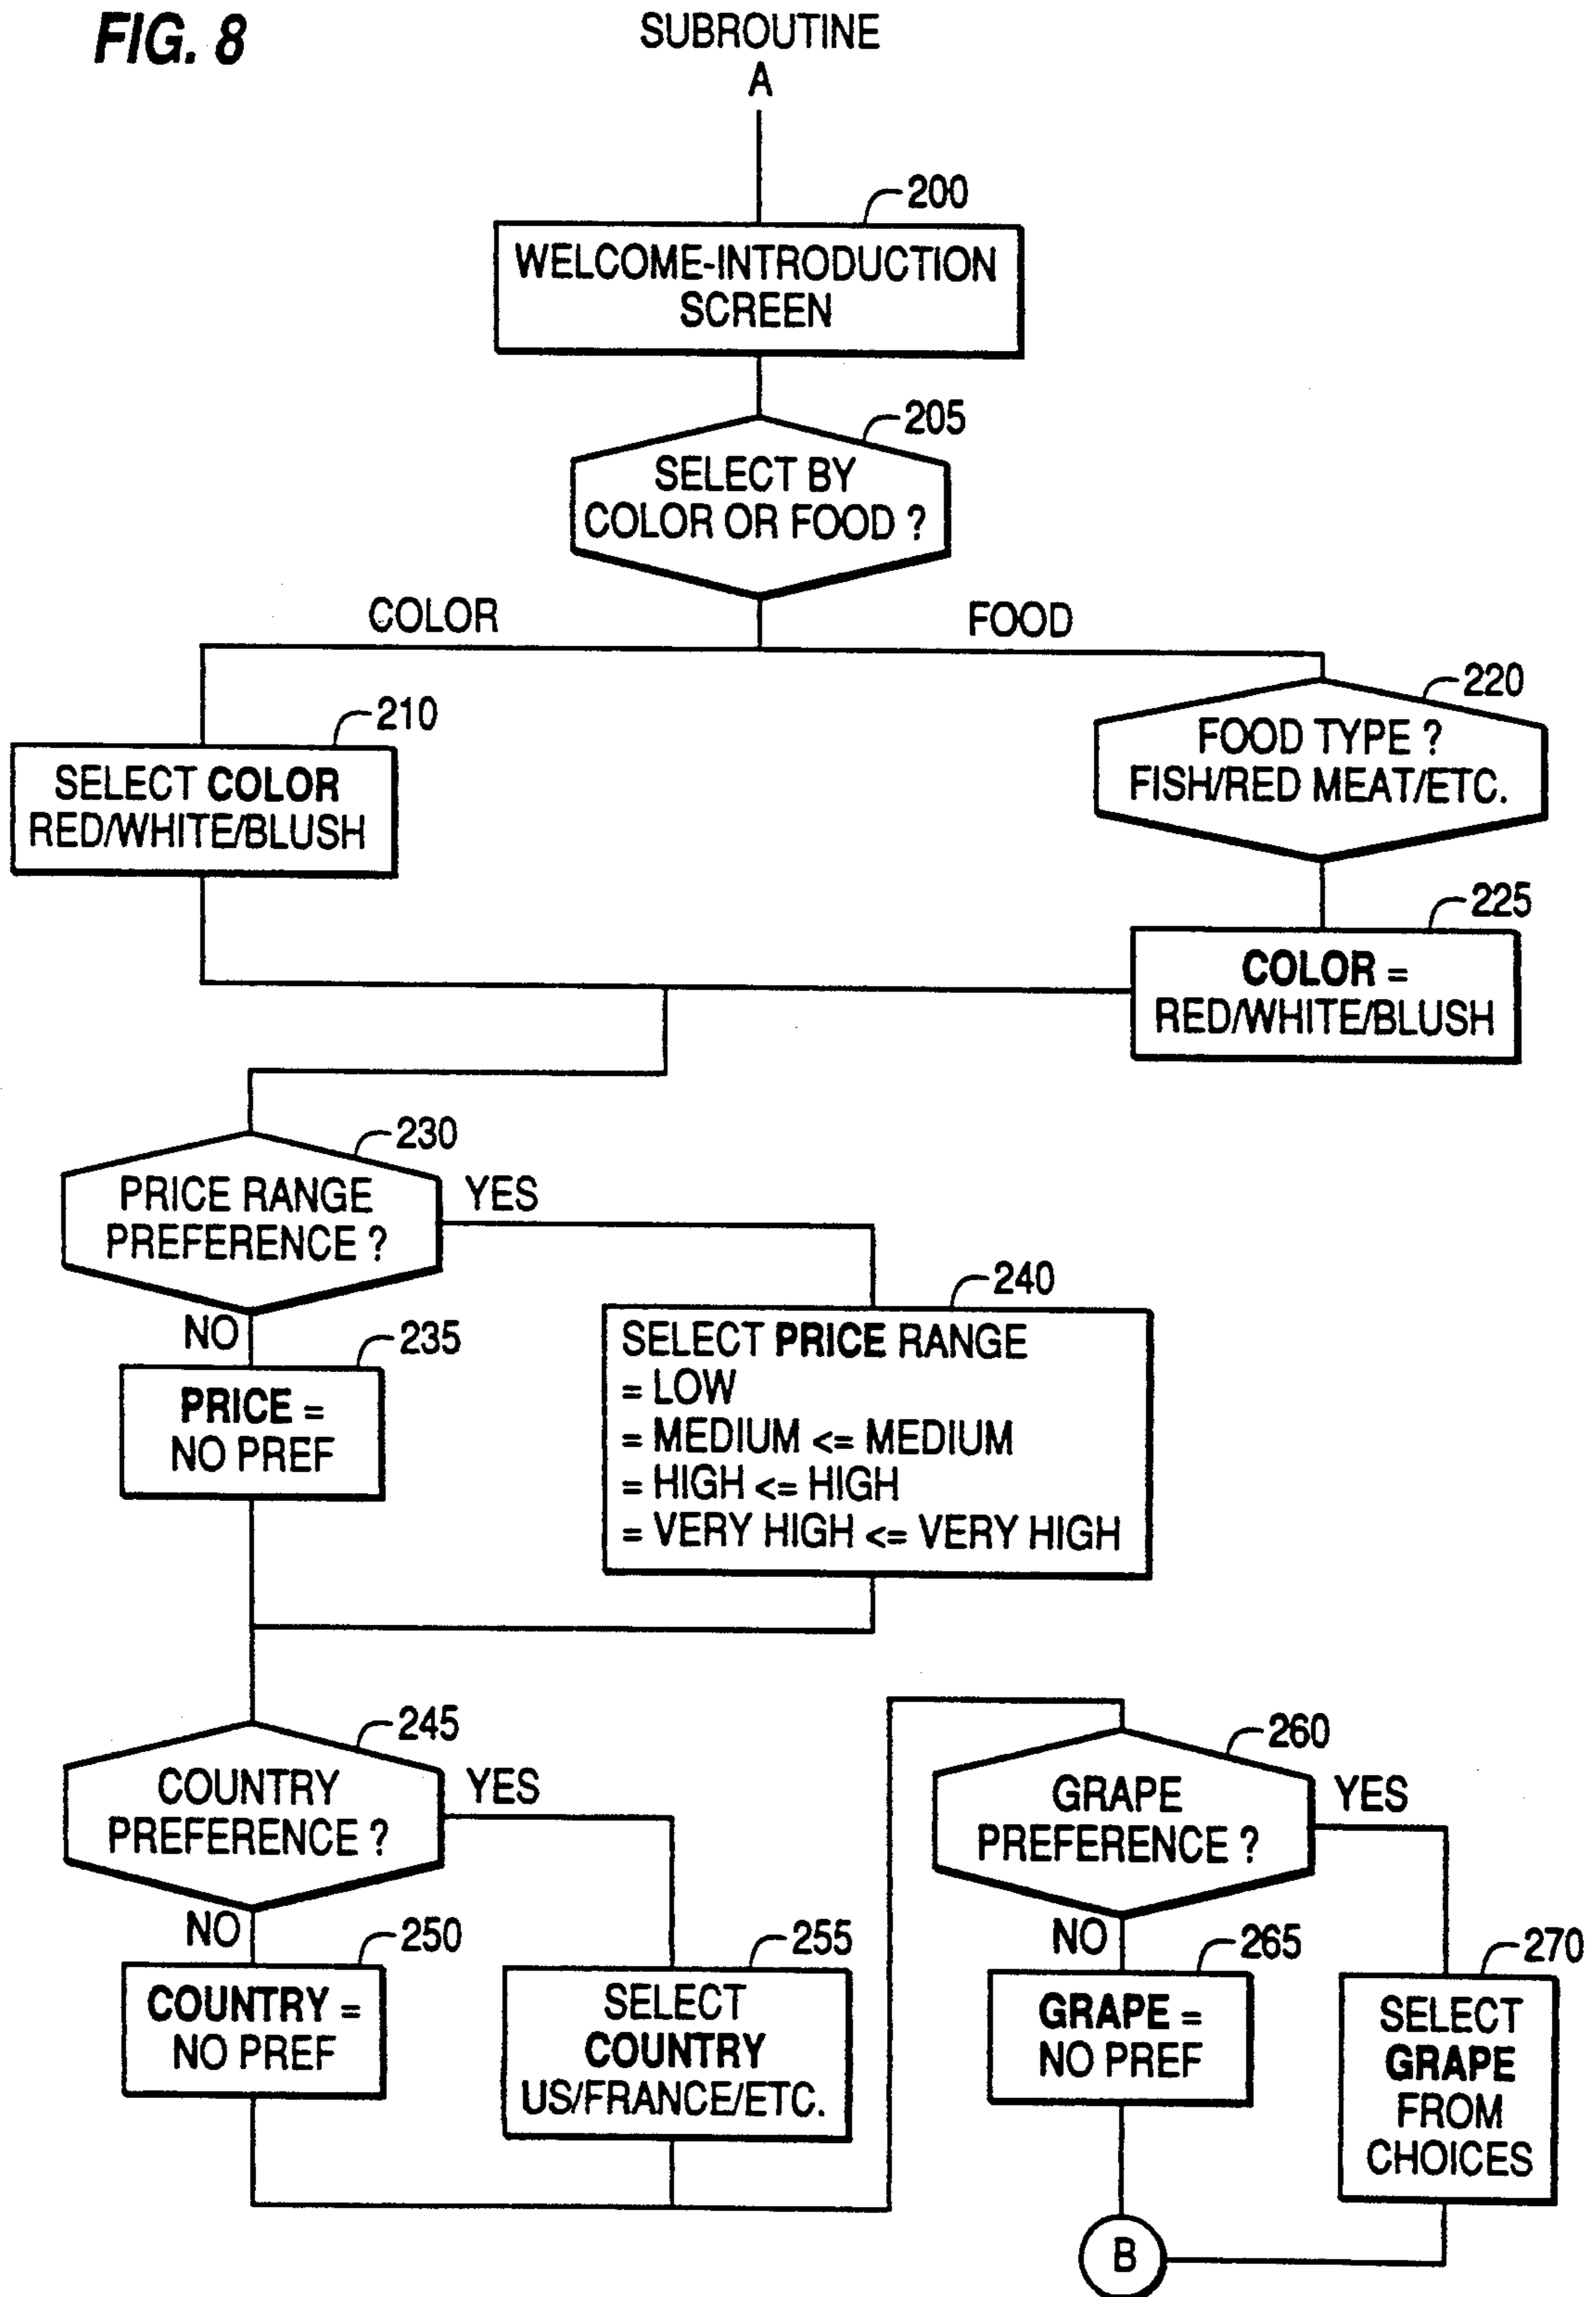 FIG. 8
SUBROUTINE
A
200
WELCOME-INTRODUCTION
SCREEN
205
SELECT BY
COLOR OR FOOD ?
COLOR
FOOD
210
SELECT COLOR
RED/WHITE/BLUSH
220
FOOD TYPE ?
FISH/RED MEAT/ETC.
225
COLOR =
RED/WHITE/BLUSH
230
PRICE RANGE
PREFERENCE ?
YES
NO
235
PRICE =
NO PREF
240
SELECT PRICE RANGE
= LOW
= MEDIUM <= MEDIUM
= HIGH <= HIGH
= VERY HIGH <= VERY HIGH
245
COUNTRY
PREFERENCE ?
YES
NO
250
COUNTRY =
NO PREF
255
SELECT
COUNTRY
US/FRANCE/ETC.
260
GRAPE
PREFERENCE ?
YES
NO
265
GRAPE =
NO PREF
270
SELECT
GRAPE
FROM
CHOICES
B